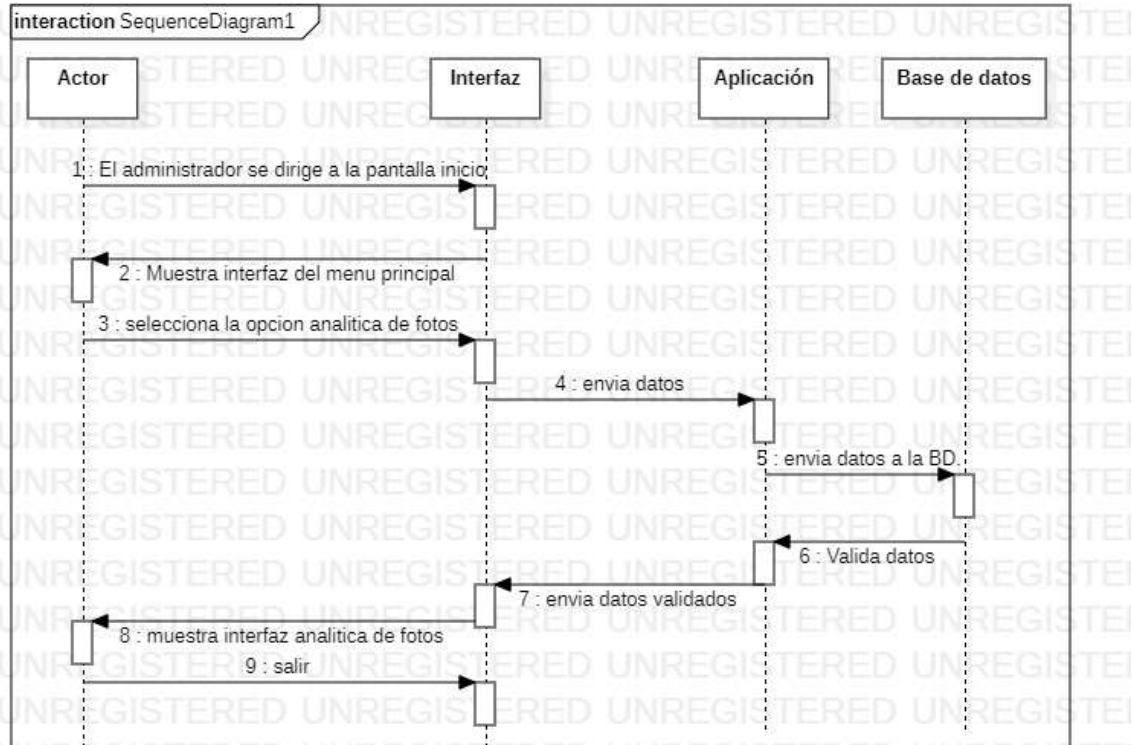 interaction SequenceDiagram1
Actor
Interfaz
Aplicación
Base de datos
1 : El administrador se dirige a la pantalla inicio
2 : Muestra interfaz del menu principal
3 : selecciona la opcion analitica de fotos
4 : envia datos
5 : envia datos a la BD.
6 : Valida datos
7 : envia datos validados
8 : muestra interfaz analitica de fotos
9 : salir
UNREGISTERED